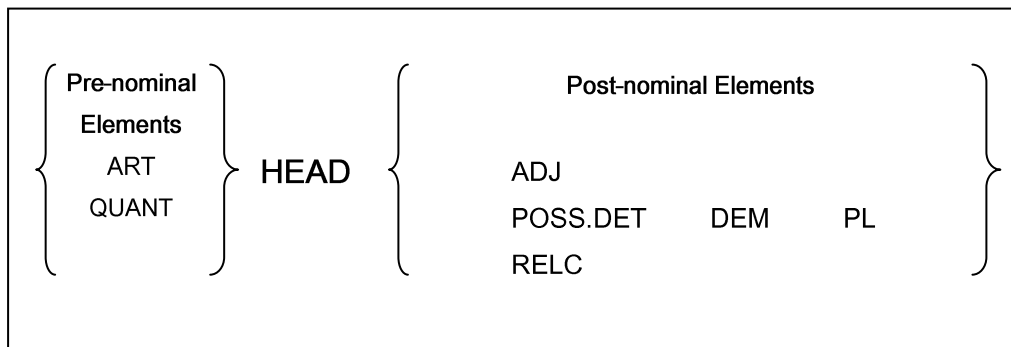 Pre-nominal
Elements
ART
QUANT
HEAD
Post-nominal Elements
ADJ
POSS.DET DEM PL
RELC